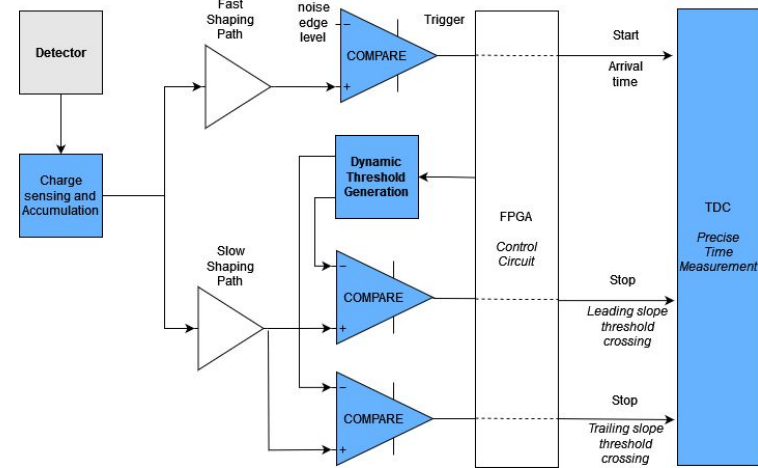 Fast
Shaping
Path
noise
edge
level
Trigger
Start
Detector
−
COMPARE
+
Arrival
time
Dynamic
Threshold
Generation
Charge
sensing and
Accumulation
FPGA
Control
Circuit
TDC
Precise
Time
Measurement
Slow
Shaping
Path
−
COMPARE
+
Stop
Leading slope
threshold
crossing
−
COMPARE
+
Stop
Trailing slope
threshold
crossing